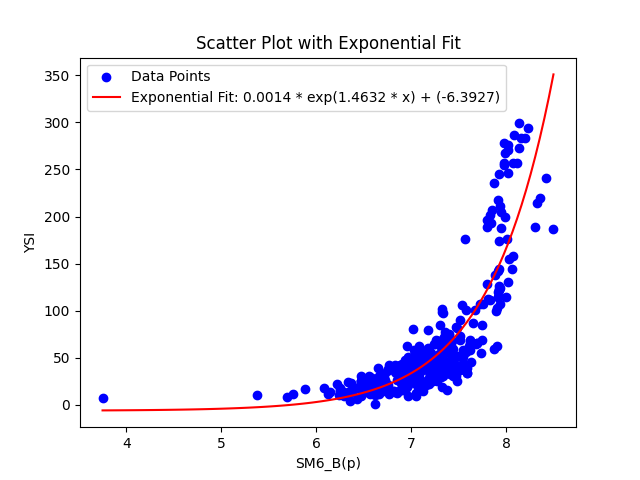 Scatter Plot with Exponential Fit
Data Points
Exponential Fit: 0.0014 * exp(1.4632 * x) + (-6.3927)
350
300
250
200
150
100
50
0
YSI
4 5 6 7 8
SM6_B(p)